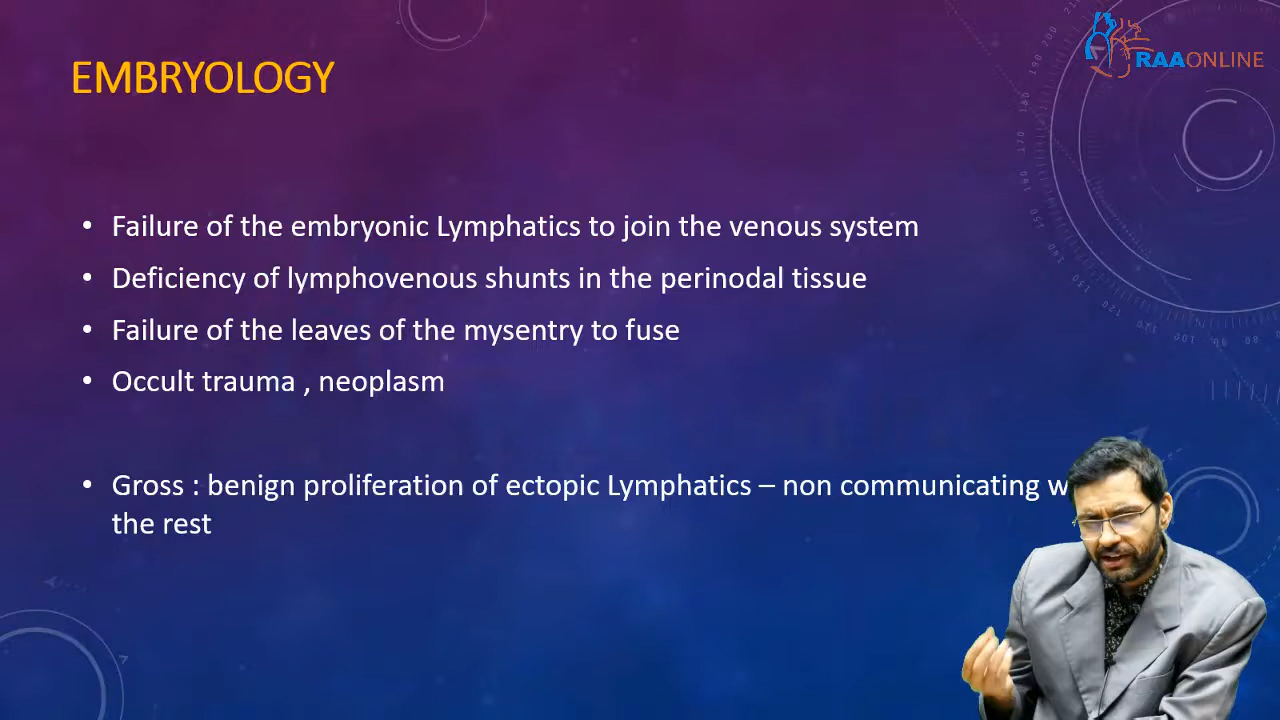 RAAONLINE
EMBRYOLOGY
• Failure of the embryonic Lymphatics to join the venous system
• Deficiency of lymphovenous shunts in the perinodal tissue
• Failure of the leaves of the mysentry to fuse
• Occult trauma , neoplasm
• Gross : benign proliferation of ectopic Lymphatics – non communicating
the rest